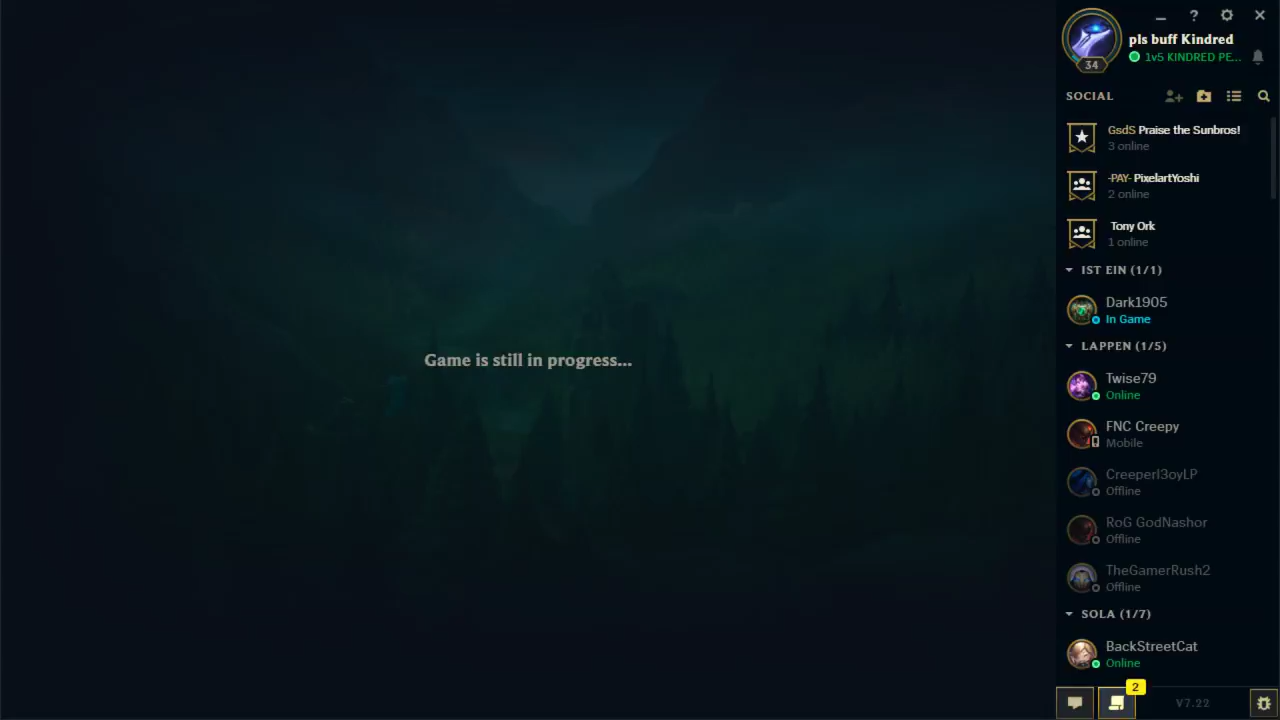 pls buff Kindred
34
1v5 KINDRED PE...
SOCIAL
GsdS Praise the Sunbros!
3 online
-PAY- PixelartYoshi
2 online
Tony Ork
1 online
IST EIN (1/1)
Dark1905
In Game
LAPPEN (1/5)
Twise79
Online
Game is still in progress...
FNC Creepy
Mobile
CreeperI3oyLP
Offline
RoG GodNashor
Offline
TheGamerRush2
Offline
SOLA (1/7)
BackStreetCat
Online
2
V7.22